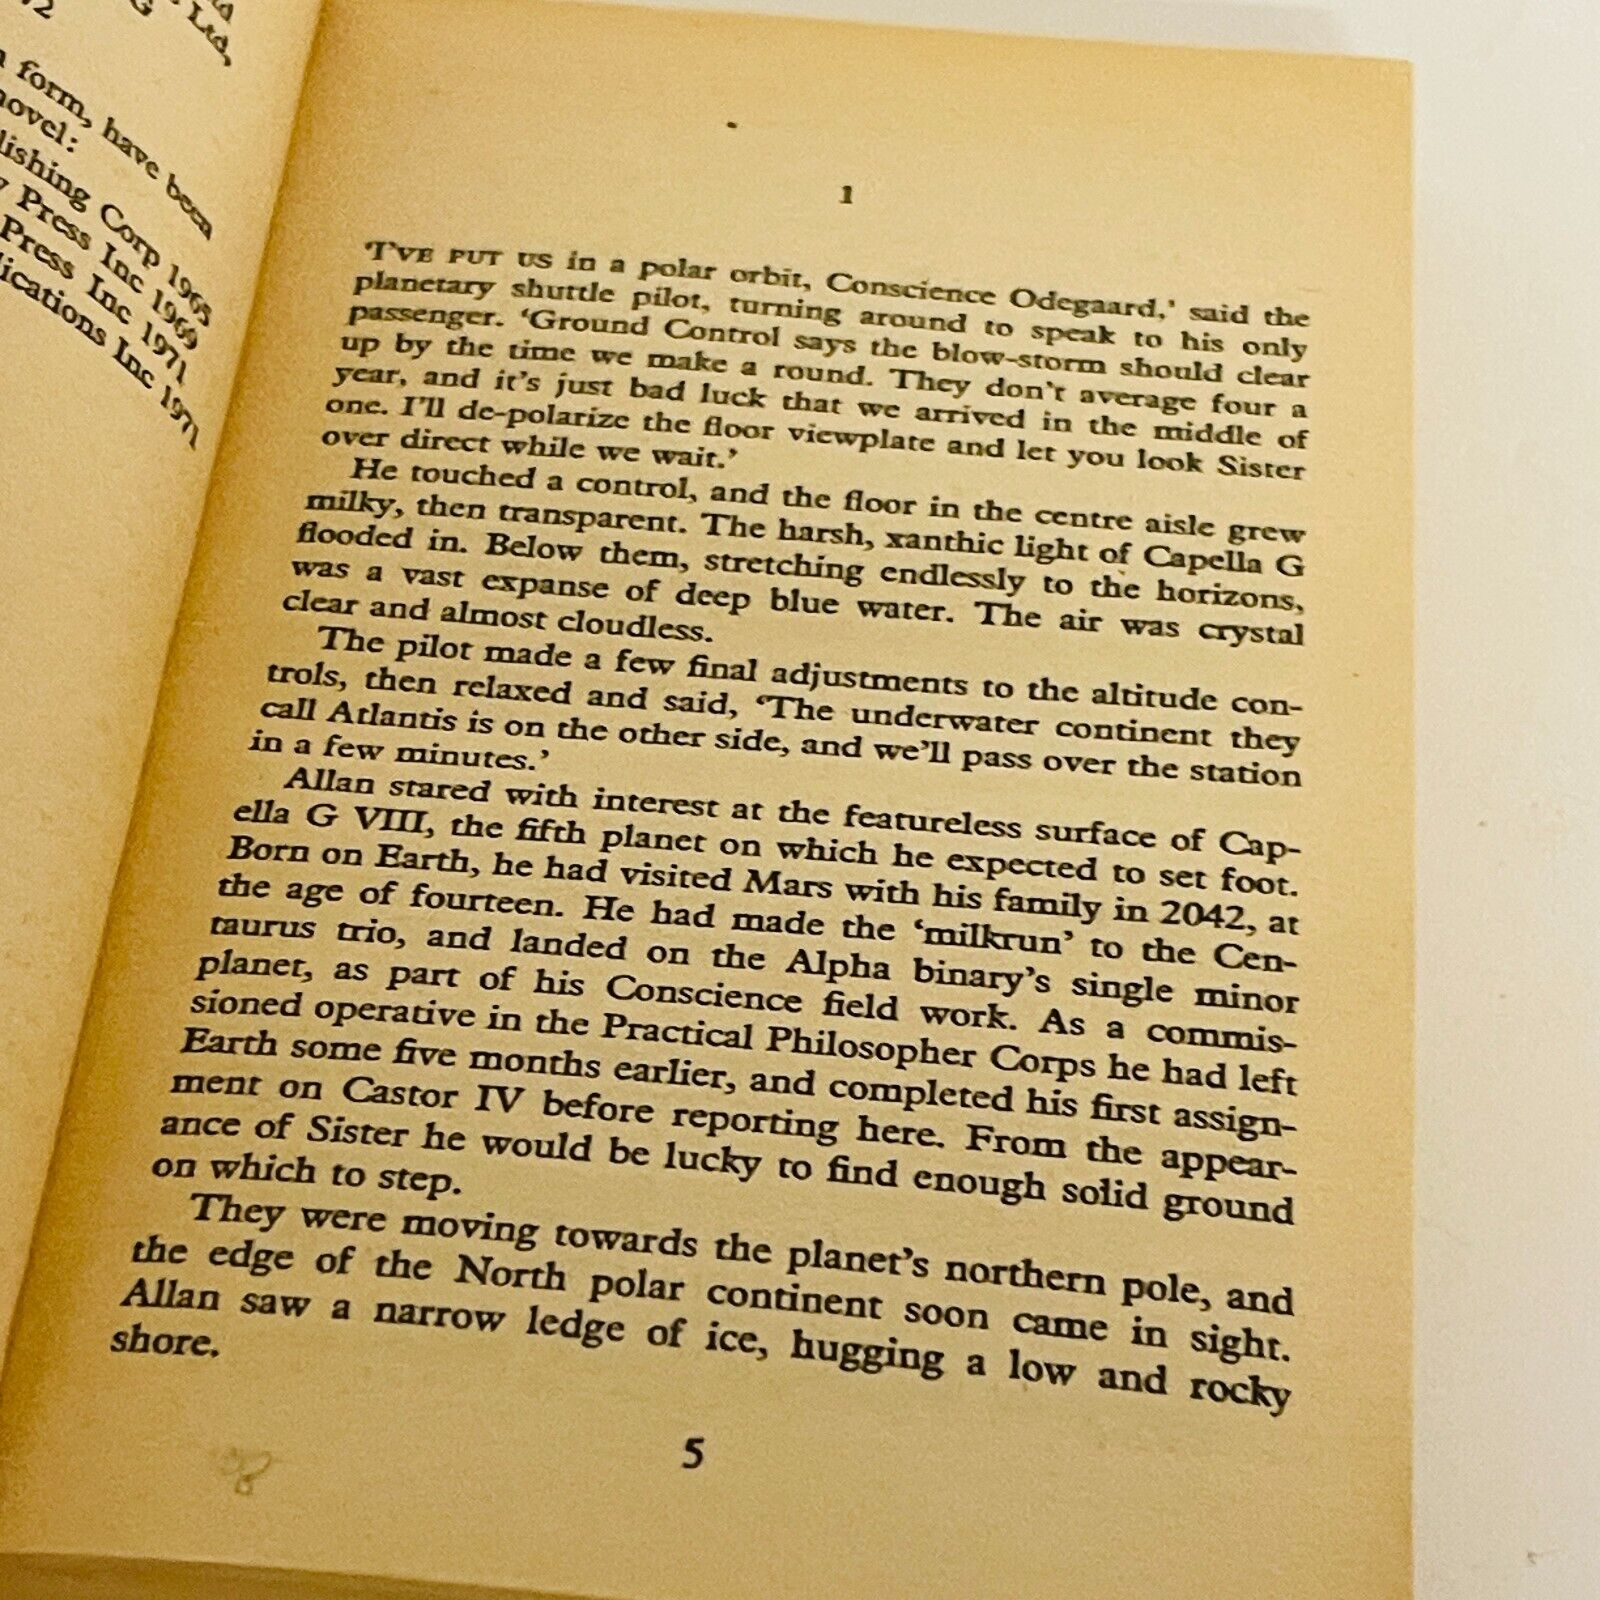 Ltd,
G
72
form, have been
novel:
lishing Corp 1965
Press Inc 1969
Press Inc 1971
lications Inc 1971
1
'I'VE PUT US in a polar orbit, Conscience Odegaard,' said the
planetary shuttle pilot, turning around to speak to his only
passenger. 'Ground Control says the blow-storm should clear
up by the time we make a round. They don't average four a
year, and it's just bad luck that we arrived in the middle of
one. I'll de-polarize the floor viewplate and let you look Sister
over direct while we wait.'
He touched a control, and the floor in the centre aisle grew
milky, then transparent. The harsh, xanthic light of Capella G
flooded in. Below them, stretching endlessly to the horizons,
was a vast expanse of deep blue water. The air was crystal
clear and almost cloudless.
The pilot made a few final adjustments to the altitude con-
trols, then relaxed and said, 'The underwater continent they
call Atlantis is on the other side, and we'll pass over the station
in a few minutes.'
Allan stared with interest at the featureless surface of Cap-
ella G VIII, the fifth planet on which he expected to set foot.
Born on Earth, he had visited Mars with his family in 2042, at
the age of fourteen. He had made the 'milkrun' to the Cen-
taurus trio, and landed on the Alpha binary's single minor
planet, as part of his Conscience field work. As a commis-
sioned operative in the Practical Philosopher Corps he had left
Earth some five months earlier, and completed his first assign-
ment on Castor IV before reporting here. From the appear-
ance of Sister he would be lucky to find enough solid ground
on which to step.
They were moving towards the planet's northern pole, and
the edge of the North polar continent soon came in sight.
Allan saw a narrow ledge of ice, hugging a low and rocky
shore.
5